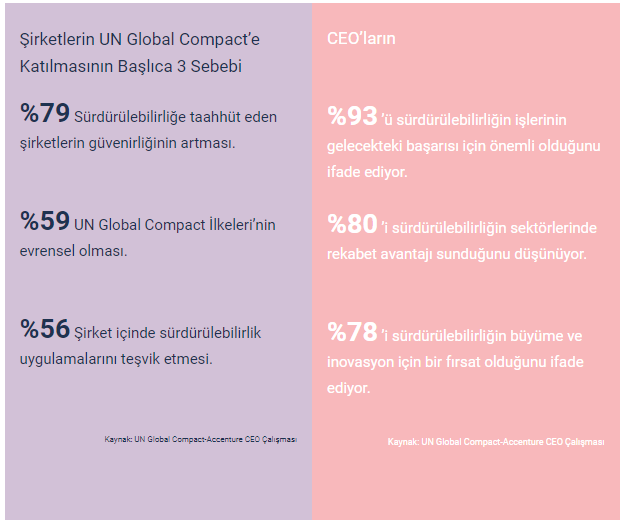 Şirketlerin UN Global Compact’e
Katılmasının Başlıca 3 Sebebi
%79 Sürdürülebilirliğe taahhüt eden
şirketlerin güvenirliğinin artması.
%59 UN Global Compact İlkeleri’nin
evrensel olması.
%56 Şirket içinde sürdürülebilirlik
uygulamalarını teşvik etmesi.
Kaynak: UN Global Compact-Accenture CEO Çalışması
CEO’ların
%93 ’ü sürdürülebilirliğin işlerinin
gelecekteki başarısı için önemli olduğunu
ifade ediyor.
%80 ’i sürdürülebilirliğin sektörlerinde
rekabet avantajı sunduğunu düşünüyor.
%78 ’i sürdürülebilirliğin büyüme ve
inovasyon için bir fırsat olduğunu ifade
ediyor.
Kaynak: UN Global Compact-Accenture CEO Çalışması